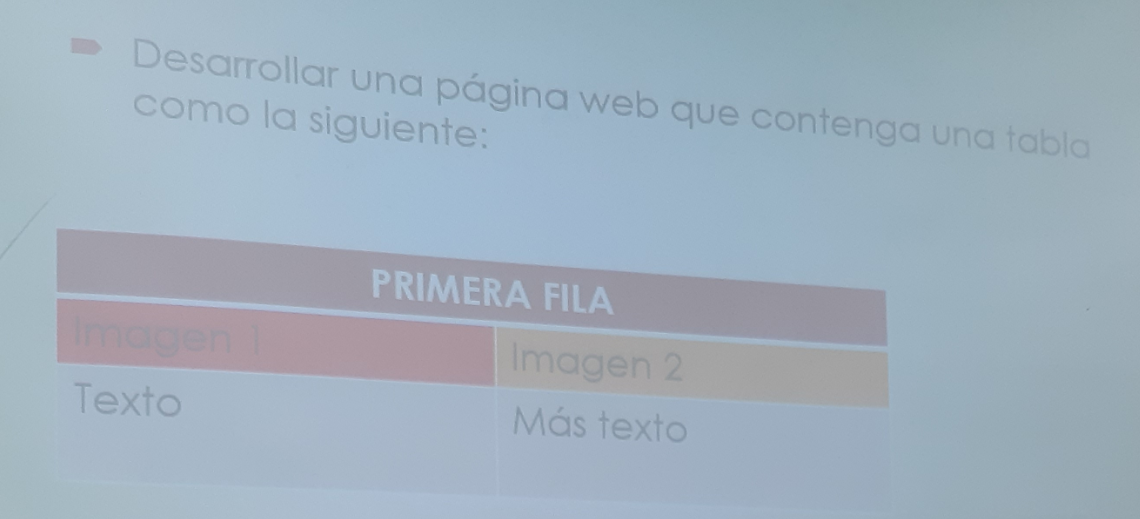 Desarrollar una página web que contenga una tabla
como la siguiente:
PRIMERA FILA
Imagen 1
Imagen 2
Texto
Más texto